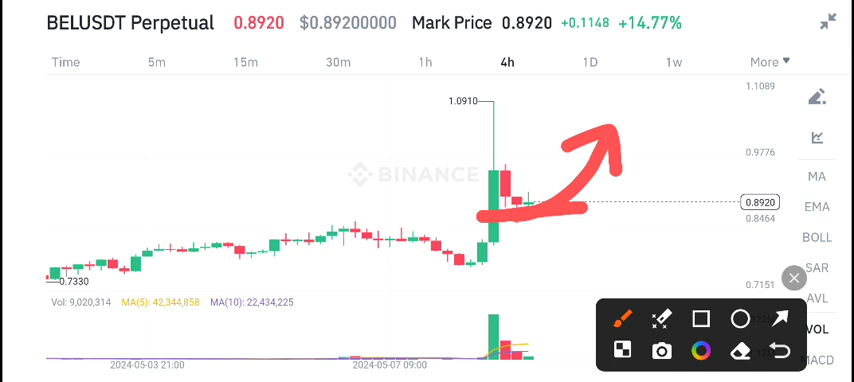 BELUSDT Perpetual 0.8920 $0.89200000 Mark Price 0.8920 +0.1148 +14.77%
Time 5m 15m 30m 1h 4h 1D 1w More
1.1089
1.0910
0.9776
MA
BINANCE
0.8920
EMA
0.8464
BOLL
SAR
0.7330
0.7151
AVL
Vol: 9,020,314 MA(5): 42,344,858 MA(10): 22,434,225
VOL
MACD
2024-05-03 21:00 2024-05-07 09:00